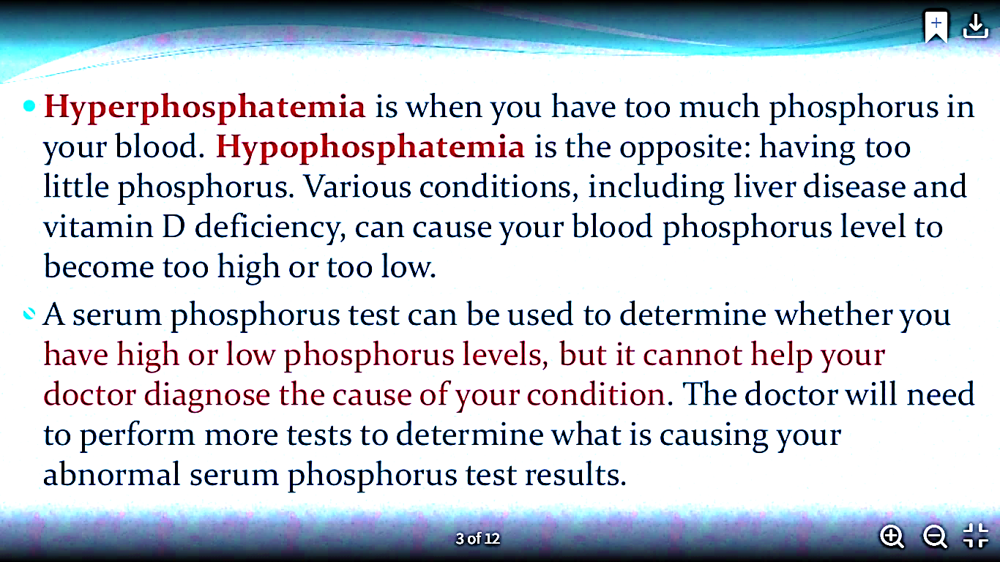 Hyperphosphatemia is when you have too much phosphorus in
your blood. Hypophosphatemia is the opposite: having too
little phosphorus. Various conditions, including liver disease and
vitamin D deficiency, can cause your blood phosphorus level to
become too high or too low.
A serum phosphorus test can be used to determine whether you
have high or low phosphorus levels, but it cannot help your
doctor diagnose the cause of your condition. The doctor will need
to perform more tests to determine what is causing your
abnormal serum phosphorus test results.
3 of 12